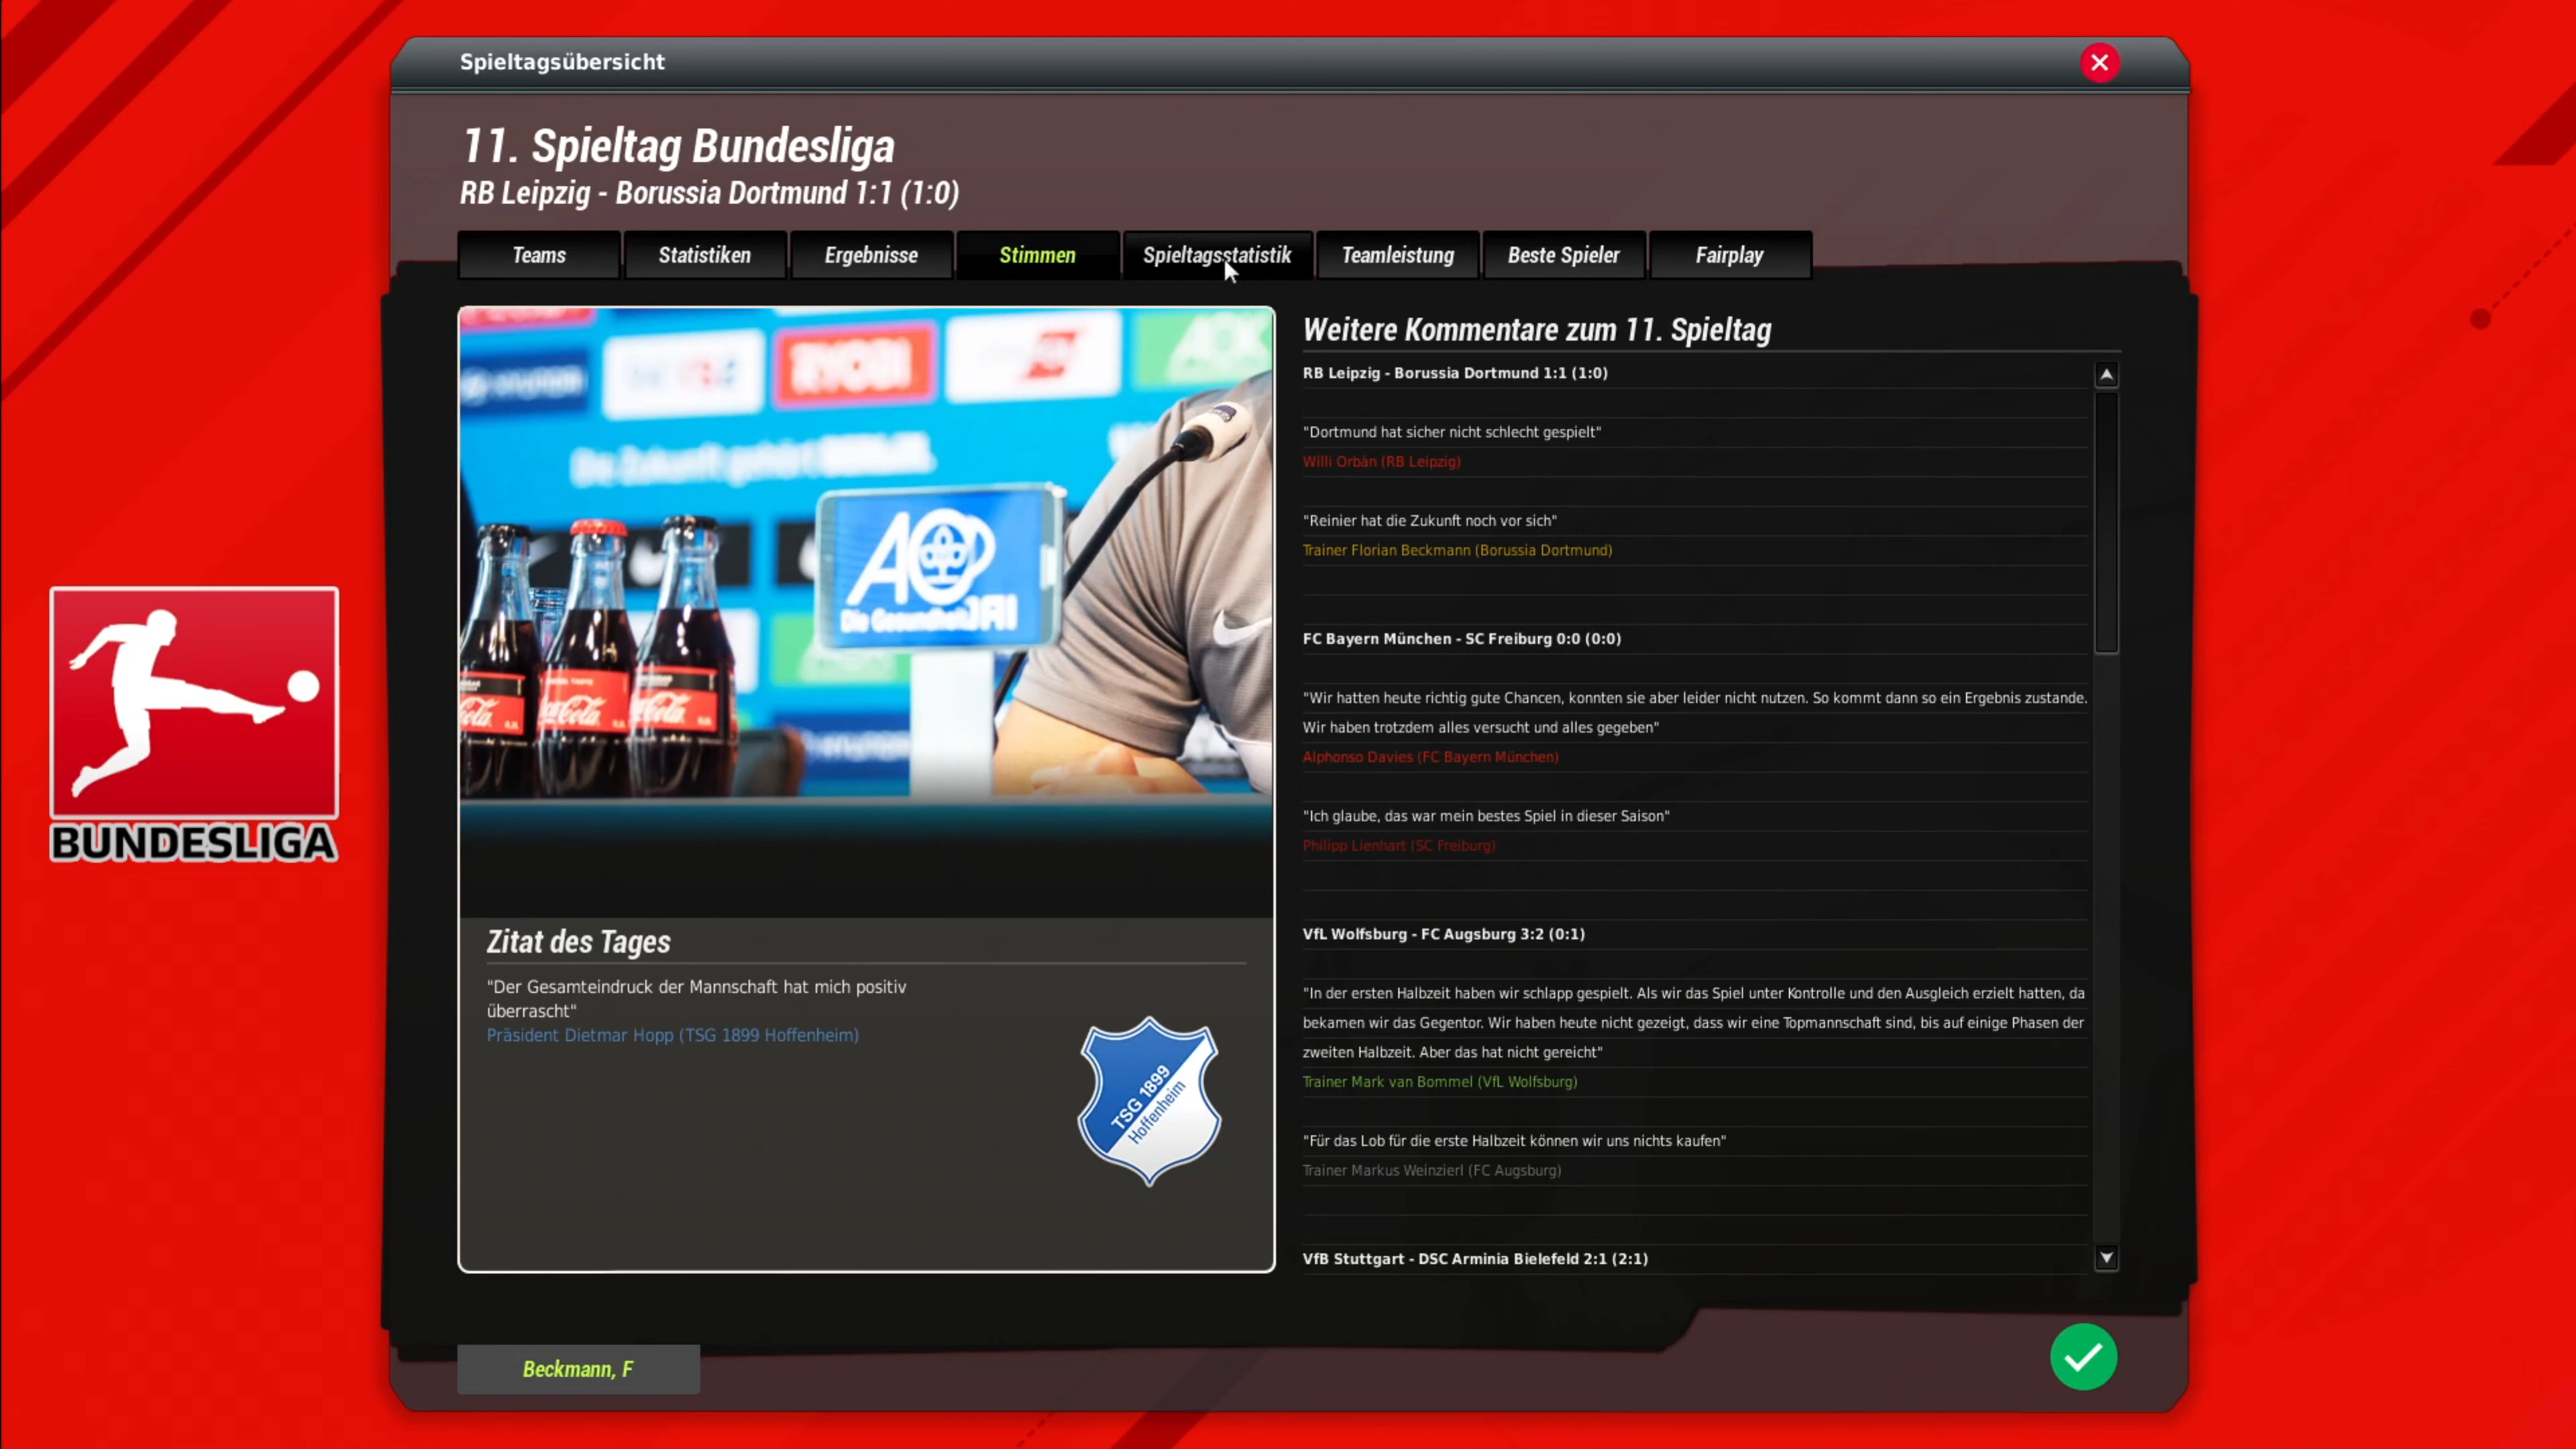 Spieltagsübersicht
11. Spieltag Bundesliga
RB Leipzig - Borussia Dortmund 1:1 (1:0)
Teams
Statistiken
Ergebnisse
Stimmen
Spieltagsstatistik
Teamleistung
Beste Spieler
Fairplay
RYOBI
AOK
Die Zukunft gehört
AO
Die Gesundheit
Coca-Cola
Zitat des Tages
"Der Gesamteindruck der Mannschaft hat mich positiv
überrascht"
Präsident Dietmar Hopp (TSG 1899 Hoffenheim)
TSG 1899
Hoffenheim
Weitere Kommentare zum 11. Spieltag
RB Leipzig - Borussia Dortmund 1:1 (1:0)
"Dortmund hat sicher nicht schlecht gespielt"
Willi Orbán (RB Leipzig)
"Reinier hat die Zukunft noch vor sich"
Trainer Florian Beckmann (Borussia Dortmund)
FC Bayern München - SC Freiburg 0:0 (0:0)
"Wir hatten heute richtig gute Chancen, konnten sie aber leider nicht nutzen. So kommt dann so ein Ergebnis zustande.
Wir haben trotzdem alles versucht und alles gegeben"
Alphonso Davies (FC Bayern München)
"Ich glaube, das war mein bestes Spiel in dieser Saison"
Philipp Lienhart (SC Freiburg)
VfL Wolfsburg - FC Augsburg 3:2 (0:1)
"In der ersten Halbzeit haben wir schlapp gespielt. Als wir das Spiel unter Kontrolle und den Ausgleich erzielt hatten, da
bekamen wir das Gegentor. Wir haben heute nicht gezeigt, dass wir eine Topmannschaft sind, bis auf einige Phasen der
zweiten Halbzeit. Aber das hat nicht gereicht"
Trainer Mark van Bommel (VfL Wolfsburg)
"Für das Lob für die erste Halbzeit können wir uns nichts kaufen"
Trainer Markus Weinzierl (FC Augsburg)
VfB Stuttgart - DSC Arminia Bielefeld 2:1 (2:1)
BUNDESLIGA
Beckmann, F